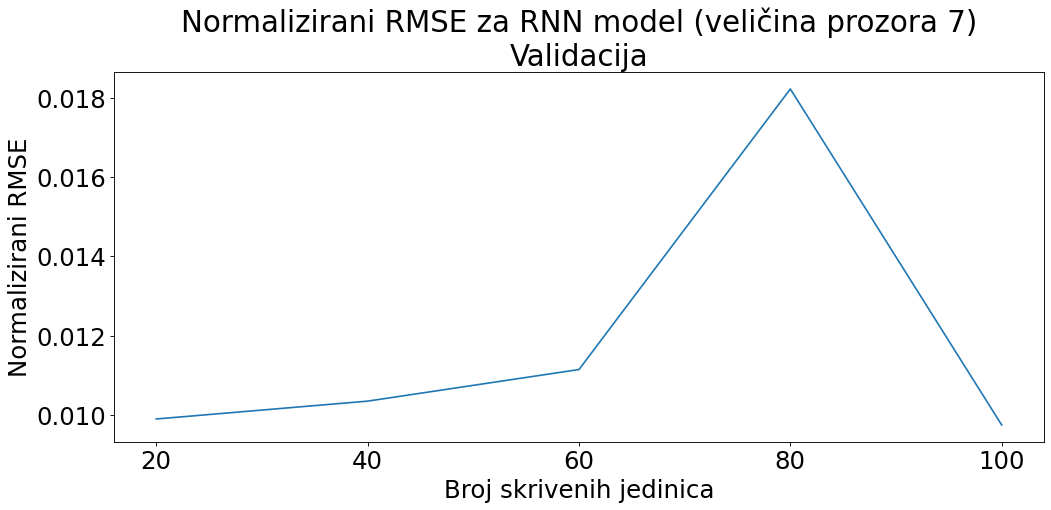 Normalizirani RMSE za RNN model (veličina prozora 7)
Validacija
Normalizirani RMSE
0.018
0.016
0.014
0.012
0.010
20 40 60 80 100
Broj skrivenih jedinica